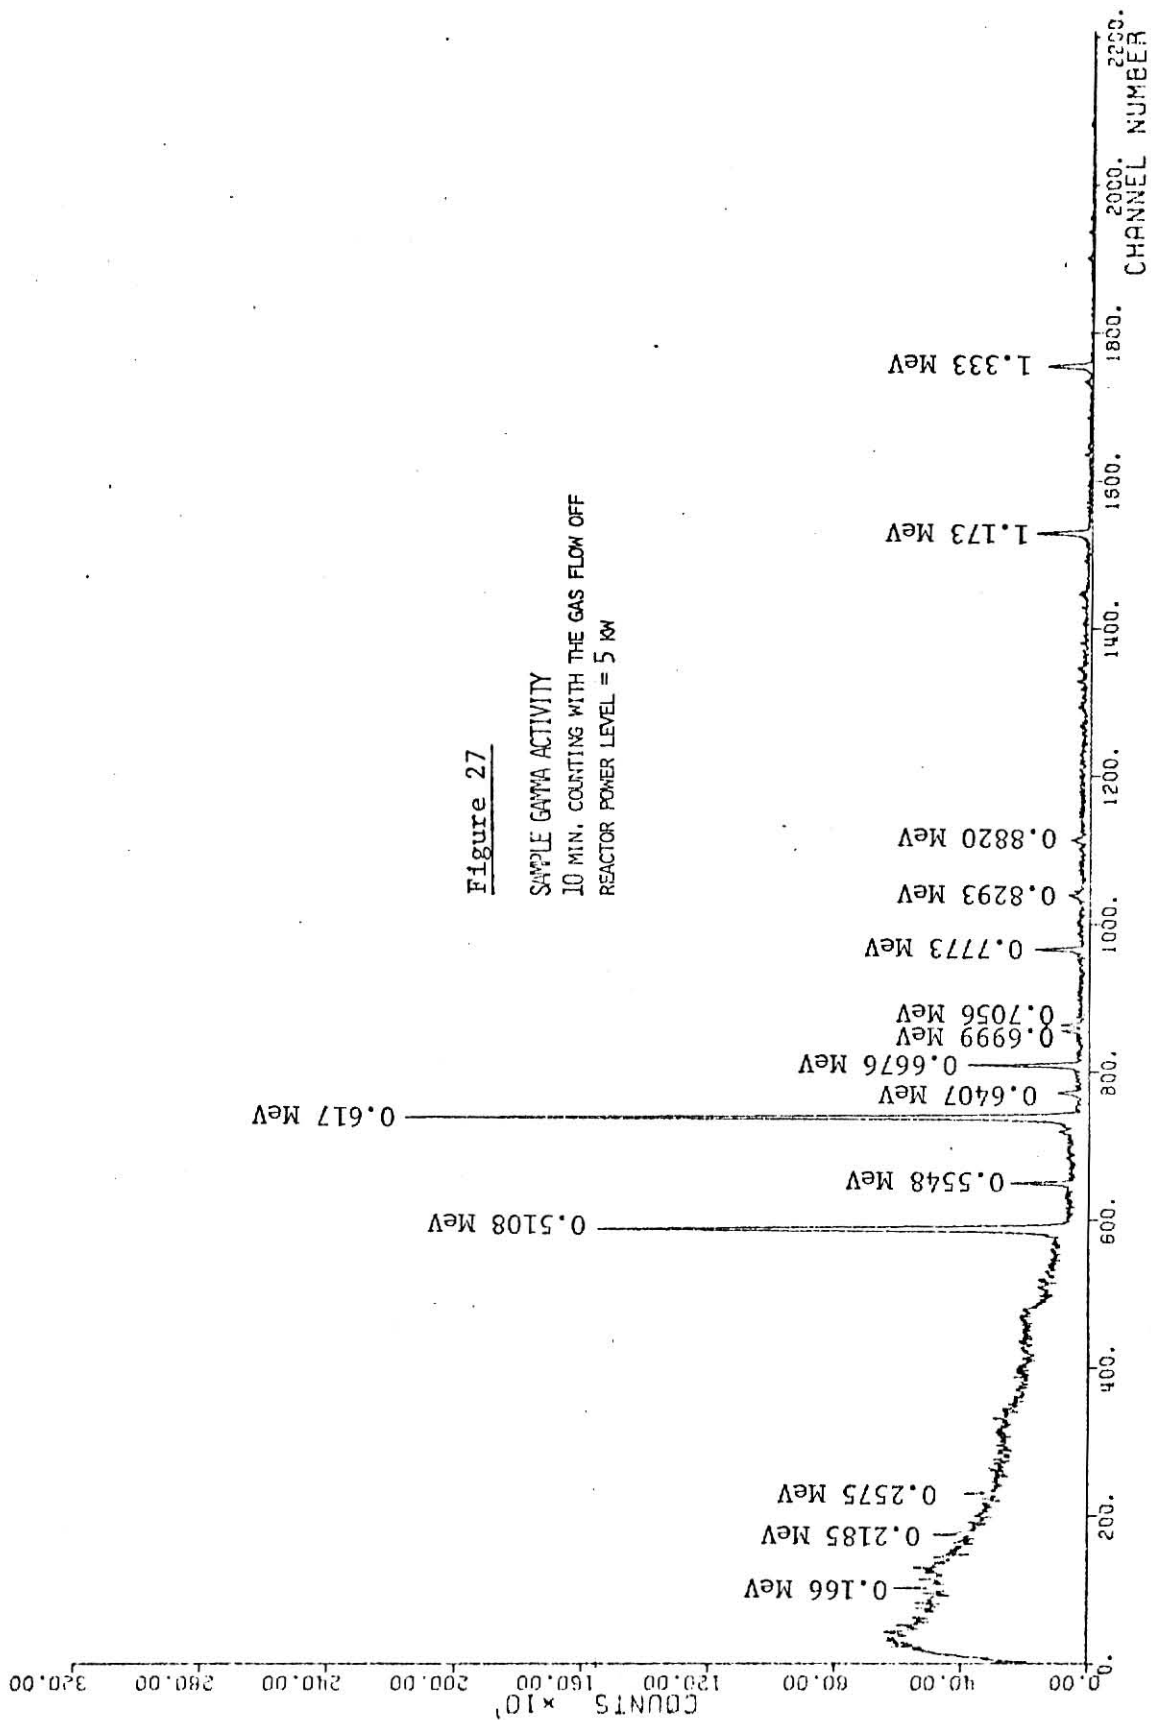 Figure 27
SAMPLE GAMMA ACTIVITY
10 MIN. COUNTING WITH THE GAS FLOW OFF
REACTOR POWER LEVEL = 5 KW
COUNTS ×10¹
320.00
280.00
240.00
200.00
160.00
120.00
80.00
40.00
0.00
0.166 MeV
0.2185 MeV
0.2575 MeV
0.5108 MeV
0.5548 MeV
0.617 MeV
0.6407 MeV
0.6676 MeV
0.6999 MeV
0.7056 MeV
0.7773 MeV
0.8293 MeV
0.8820 MeV
1.173 MeV
1.333 MeV
0.
200.
400.
600.
800.
1000.
1200.
1400.
1600.
1800.
2000.
2200.
CHANNEL NUMBER